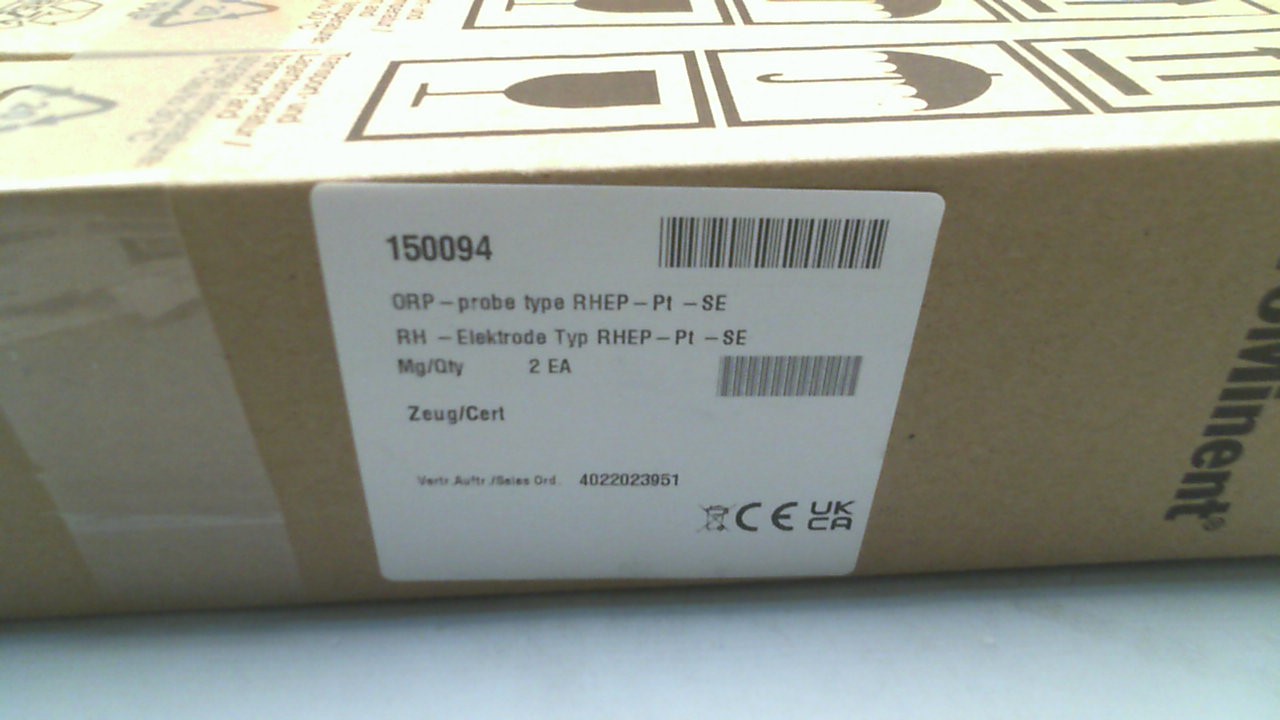 150094
ORP-probe type RHEP-Pt -SE
RH -Elektrode Typ RHEP-Pt -SE
Mg/Qty 2 EA
Zeug/Cert
Vertr.Auftr./Sales Ord. 4022023951
CE UK
CA
Minent®